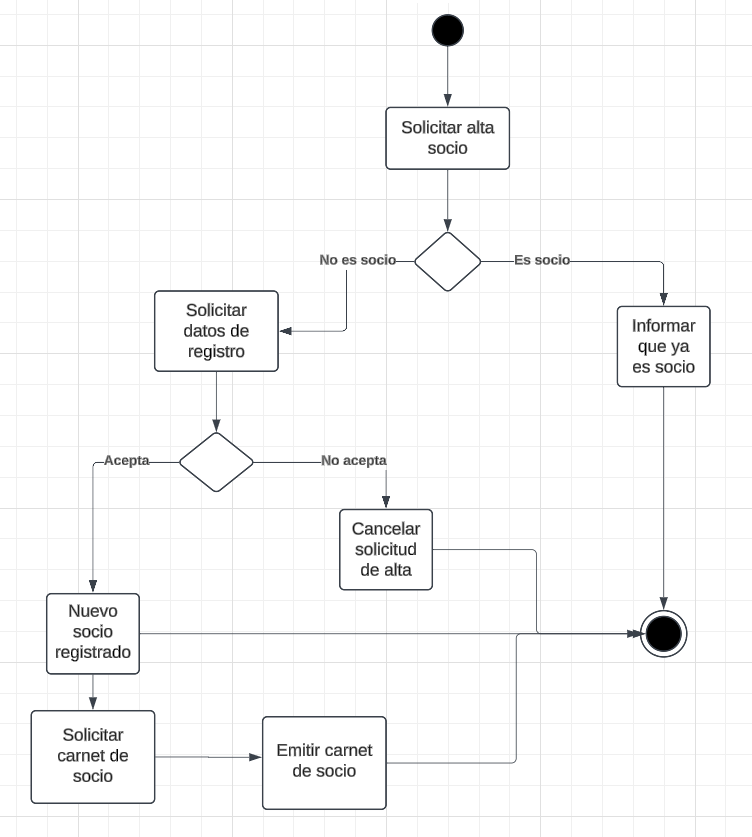 Solicitar alta
socio
No es socio
Es socio
Solicitar
datos de
registro
Informar
que ya
es socio
Acepta
No acepta
Cancelar
solicitud
de alta
Nuevo
socio
registrado
Solicitar
carnet de
socio
Emitir carnet
de socio